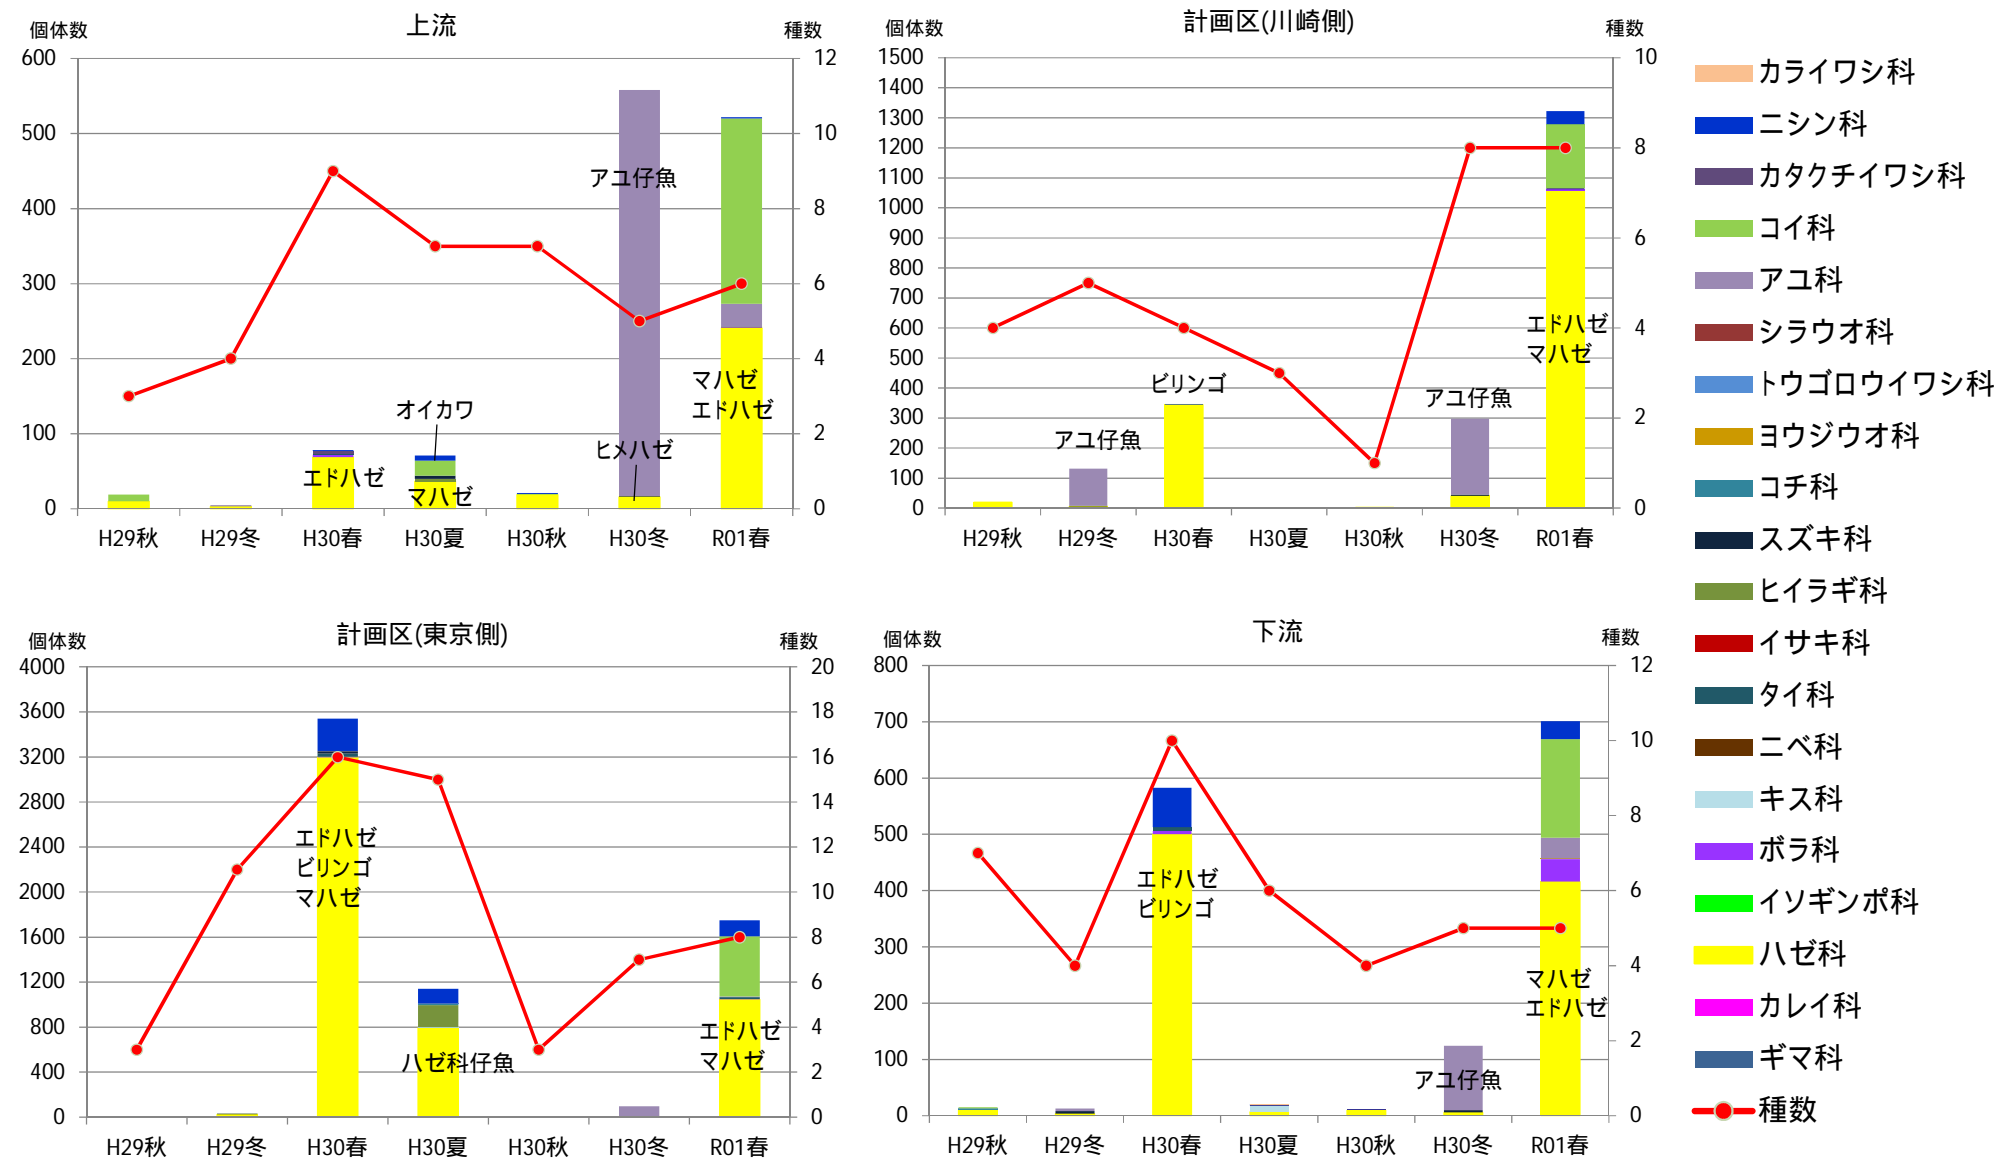 上流
個体数
種数
600
500
400
300
200
100
0
12
10
8
6
4
2
0
アユ仔魚
オイカワ
エドハゼ
マハゼ
ヒメハゼ
マハゼ
エドハゼ
H29秋 H29冬 H30春 H30夏 H30秋 H30冬 R01春
計画区(川崎側)
個体数
種数
1500
1400
1300
1200
1100
1000
900
800
700
600
500
400
300
200
100
0
10
8
6
4
2
0
アユ仔魚
ビリンゴ
アユ仔魚
エドハゼ
マハゼ
H29秋 H29冬 H30春 H30夏 H30秋 H30冬 R01春
計画区(東京側)
個体数
種数
4000
3600
3200
2800
2400
2000
1600
1200
800
400
0
20
18
16
14
12
10
8
6
4
2
0
エドハゼ
ビリンゴ
マハゼ
ハゼ科仔魚
エドハゼ
マハゼ
H29秋 H29冬 H30春 H30夏 H30秋 H30冬 R01春
下流
個体数
種数
800
700
600
500
400
300
200
100
0
12
10
8
6
4
2
0
エドハゼ
ビリンゴ
アユ仔魚
マハゼ
エドハゼ
H29秋 H29冬 H30春 H30夏 H30秋 H30冬 R01春
カライワシ科
ニシン科
カタクチイワシ科
コイ科
アユ科
シラウオ科
トウゴロウイワシ科
ヨウジウオ科
コチ科
スズキ科
ヒイラギ科
イサキ科
タイ科
ニベ科
キス科
ボラ科
イソギンポ科
ハゼ科
カレイ科
ギマ科
種数